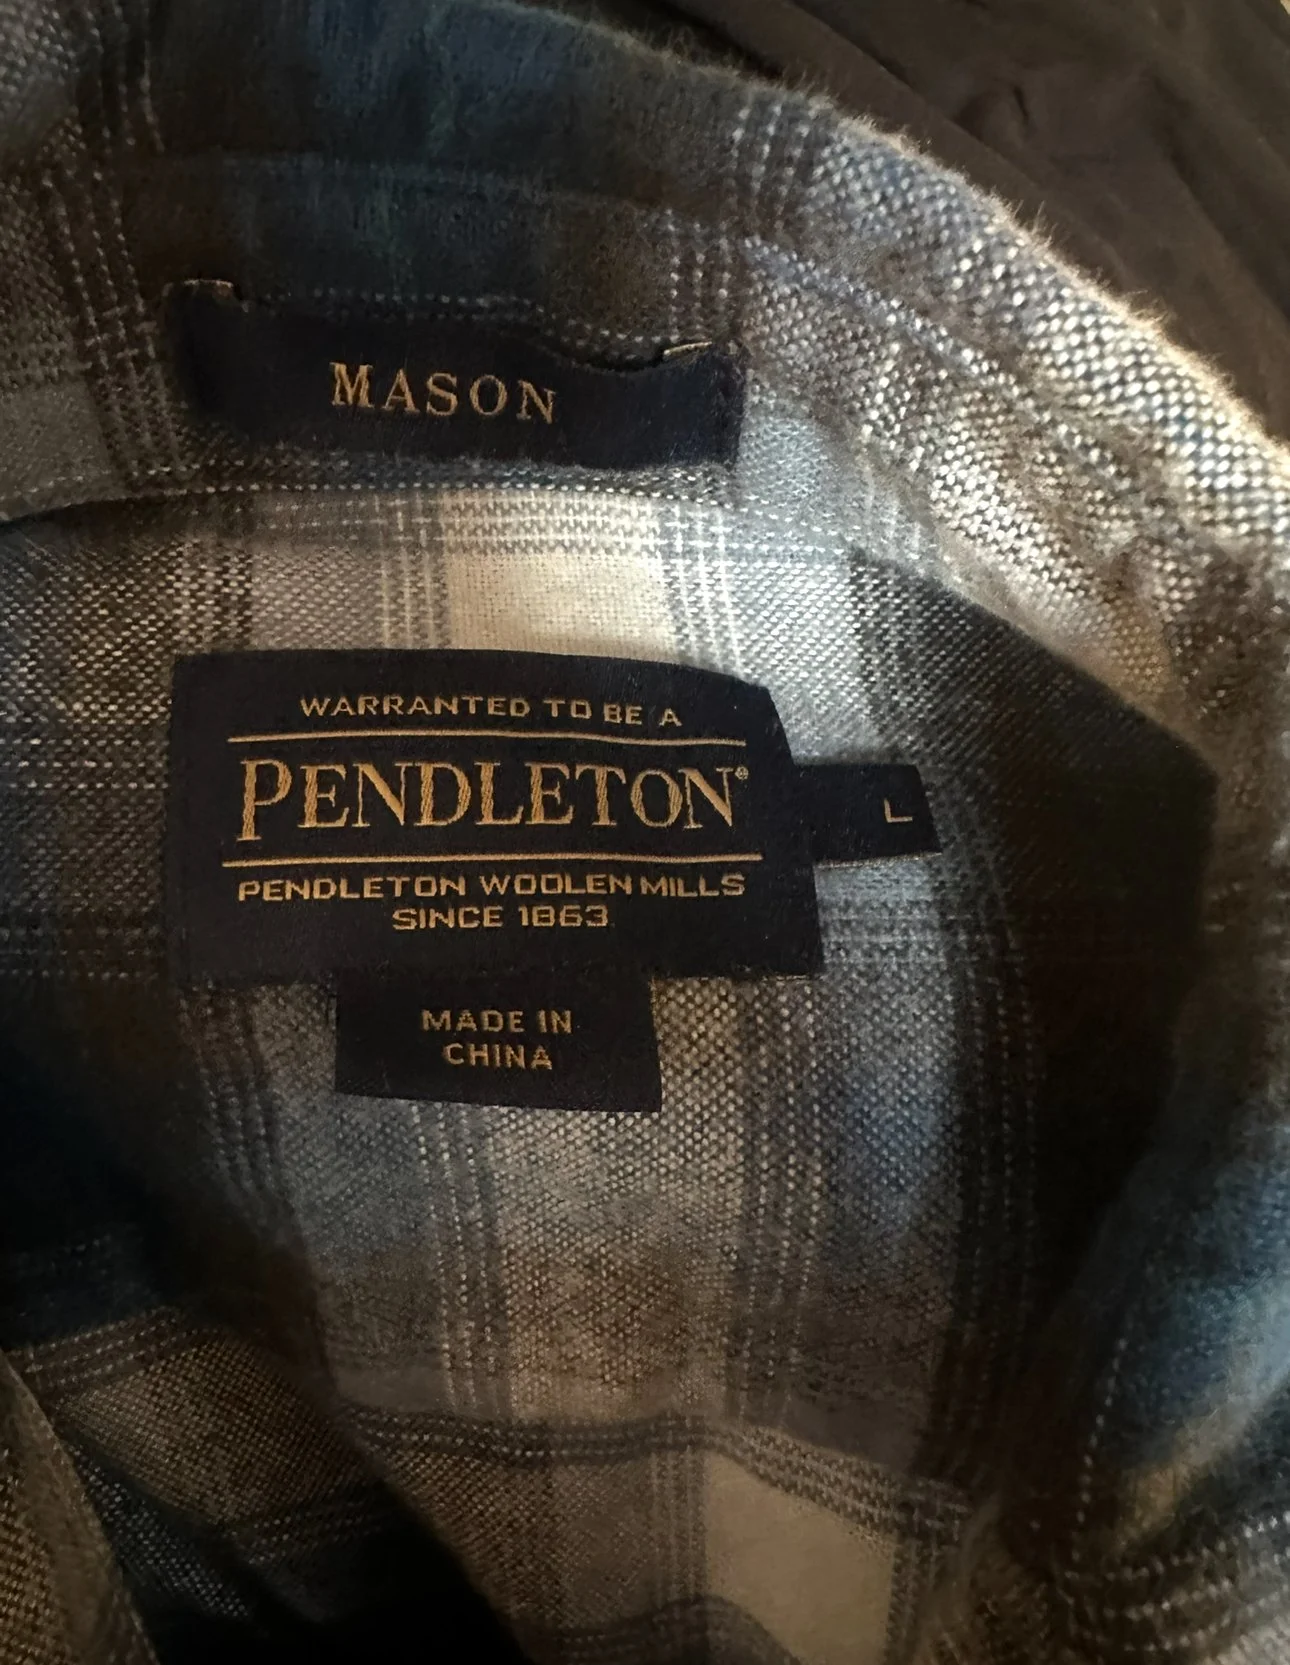 MASON
WARRANTED TO BE A
PENDLETON®
L
PENDLETON WOOLEN MILLS
SINCE 1863
MADE IN
CHINA